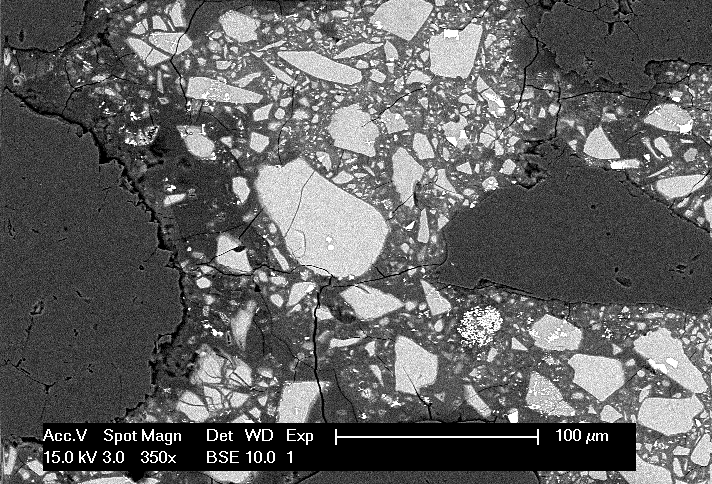 Acc.V Spot Magn Det WD Exp 100 µm
15.0 kV 3.0 350x BSE 10.0 1